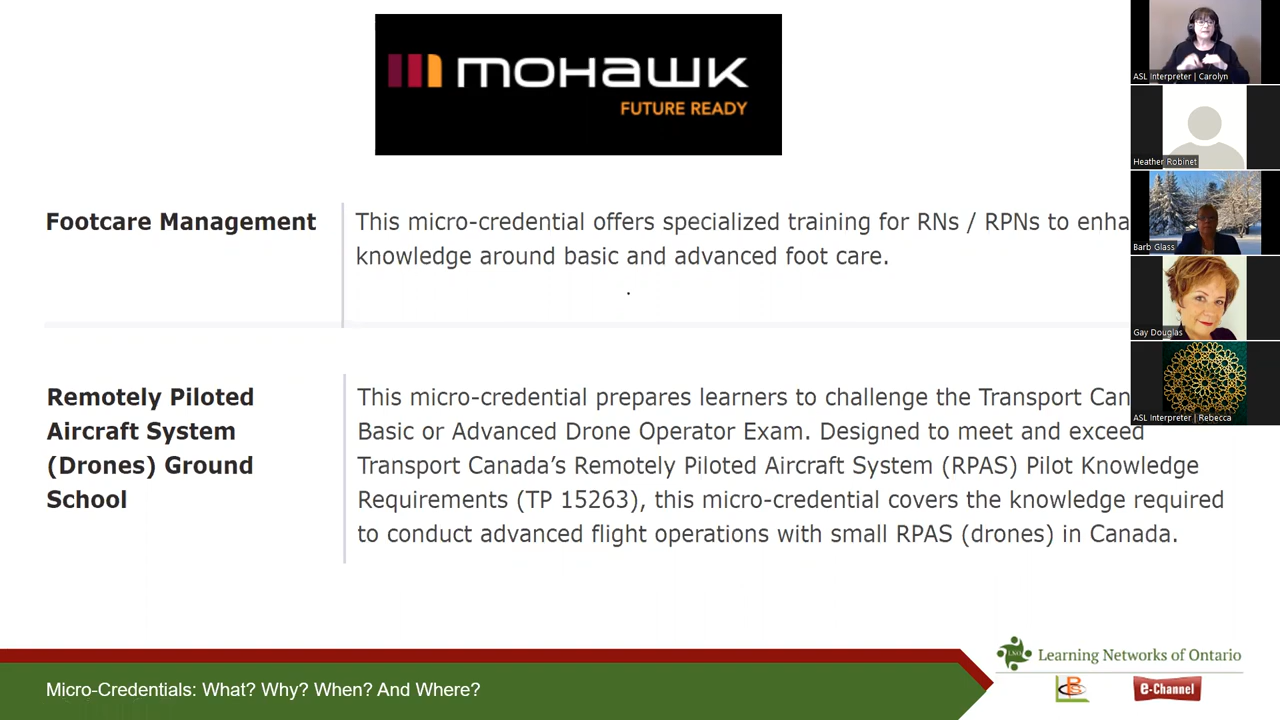 mohawk
FUTURE READY
Footcare Management
This micro-credential offers specialized training for RNs / RPNs to enha
knowledge around basic and advanced foot care.
Remotely Piloted
Aircraft System
(Drones) Ground
School
This micro-credential prepares learners to challenge the Transport Can
Basic or Advanced Drone Operator Exam. Designed to meet and exceed
Transport Canada’s Remotely Piloted Aircraft System (RPAS) Pilot Knowledge
Requirements (TP 15263), this micro-credential covers the knowledge required
to conduct advanced flight operations with small RPAS (drones) in Canada.
ASL Interpreter | Carolyn
Heather Robinet
Barb Glass
Gay Douglas
ASL Interpreter | Rebecca
Micro-Credentials: What? Why? When? And Where?
LNO
Learning Networks of Ontario
e-Channel